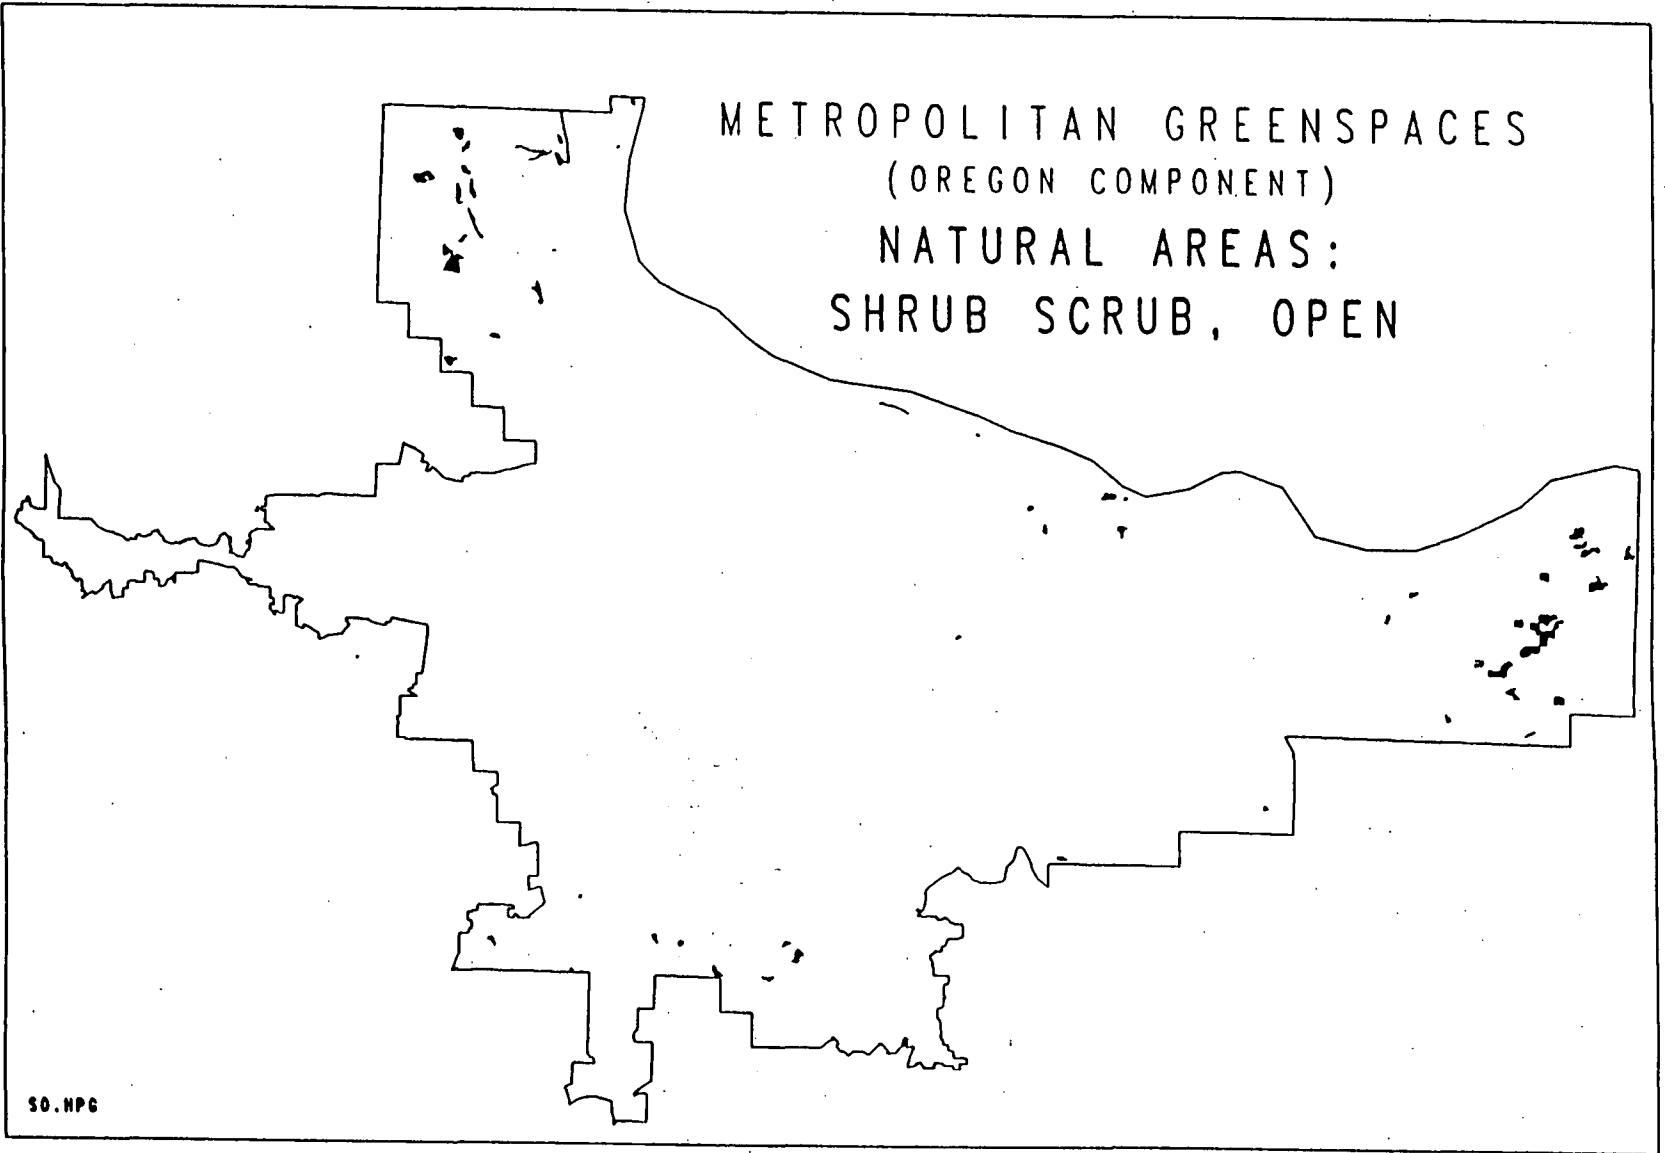 METROPOLITAN GREENSPACES
(OREGON COMPONENT)
NATURAL AREAS:
SHRUB SCRUB, OPEN
SO.HPG